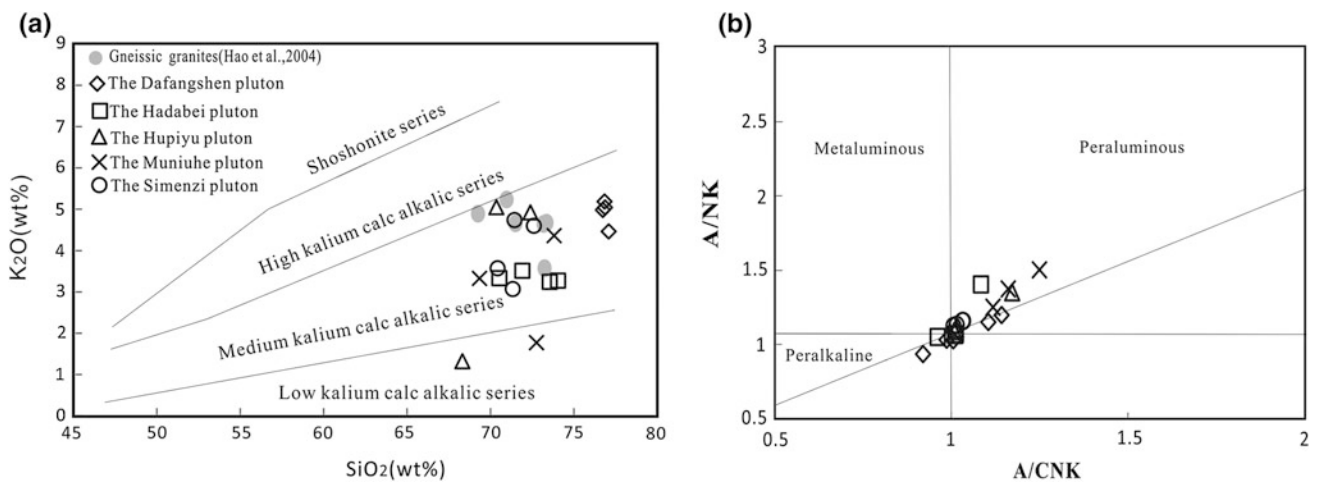 (a)
9
8
7
6
5
4
3
2
1
0
K2O(wt%)
Gneissic granites(Hao et al.,2004)
The Dafangshen pluton
The Hadabei pluton
The Hupiyu pluton
The Muniuhe pluton
The Simenzi pluton
Shoshonite series
High kalium calc alkalic series
Medium kalium calc alkalic series
Low kalium calc alkalic series
45 50 55 60 65 70 75 80
SiO2(wt%)
(b)
3
2.5
2
1.5
1
0.5
A/NK
Metaluminous
Peraluminous
Peralkaline
0.5 1 1.5 2
A/CNK